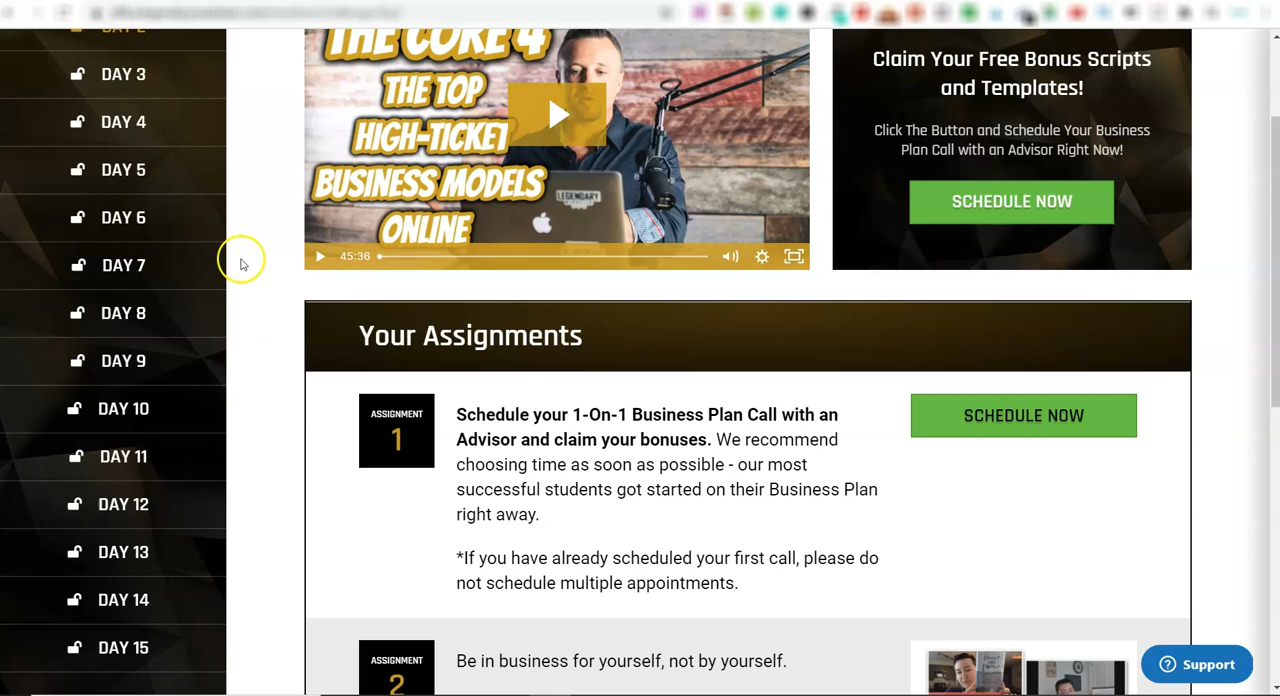 DAY 2
DAY 3
DAY 4
DAY 5
DAY 6
DAY 7
DAY 8
DAY 9
DAY 10
DAY 11
DAY 12
DAY 13
DAY 14
DAY 15
THE CORE 4
THE TOP
HIGH-TICKET
BUSINESS MODELS
ONLINE
LEGENDARY
45:36
Claim Your Free Bonus Scripts
and Templates!
Click The Button and Schedule Your Business
Plan Call with an Advisor Right Now!
SCHEDULE NOW
Your Assignments
ASSIGNMENT
1
Schedule your 1-On-1 Business Plan Call with an
Advisor and claim your bonuses. We recommend
choosing time as soon as possible - our most
successful students got started on their Business Plan
right away.
*If you have already scheduled your first call, please do
not schedule multiple appointments.
SCHEDULE NOW
ASSIGNMENT
2
Be in business for yourself, not by yourself.
Support